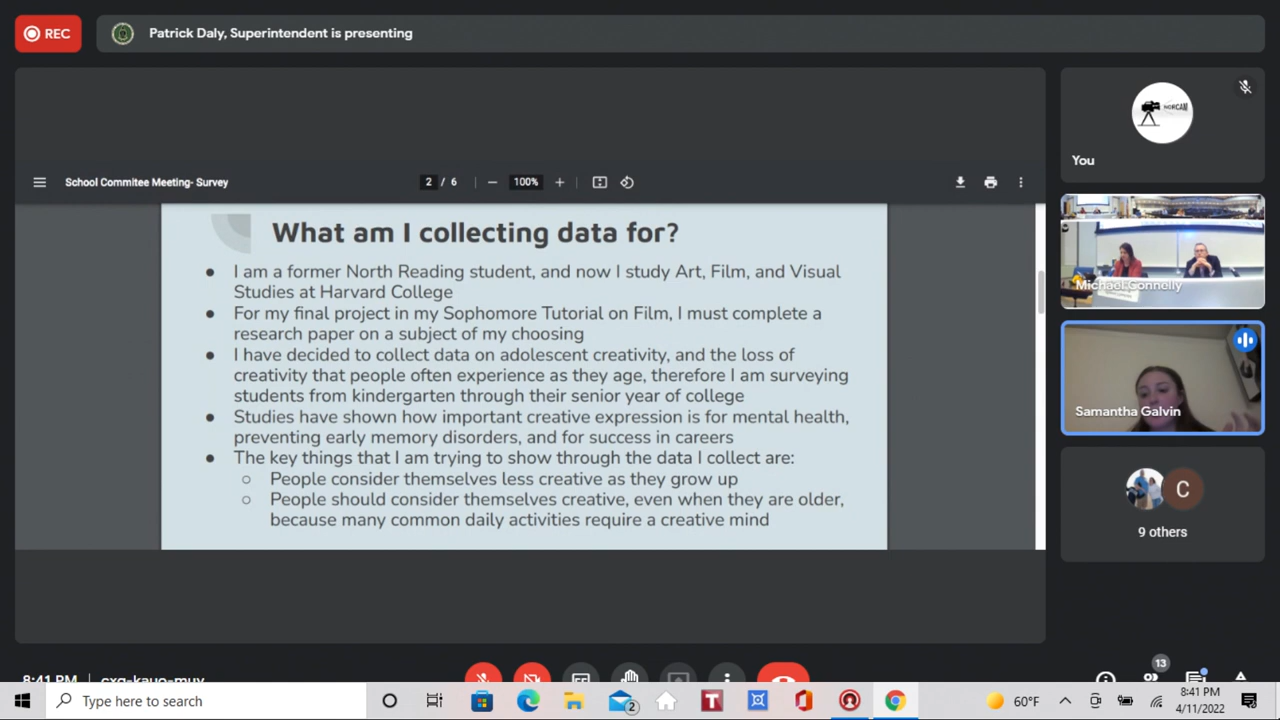 REC
Patrick Daly, Superintendent is presenting
School Commitee Meeting- Survey
2 / 6
100%
What am I collecting data for?
● I am a former North Reading student, and now I study Art, Film, and Visual
Studies at Harvard College
● For my final project in my Sophomore Tutorial on Film, I must complete a
research paper on a subject of my choosing
● I have decided to collect data on adolescent creativity, and the loss of
creativity that people often experience as they age, therefore I am surveying
students from kindergarten through their senior year of college
● Studies have shown how important creative expression is for mental health,
preventing early memory disorders, and for success in careers
● The key things that I am trying to show through the data I collect are:
○ People consider themselves less creative as they grow up
○ People should consider themselves creative, even when they are older,
because many common daily activities require a creative mind
NORCAM
You
Michael Connelly
Samantha Galvin
C
9 others
8:41 PM
cxg-kauo-muy
13
Type here to search
2
T
60°F
8:41 PM
4/11/2022